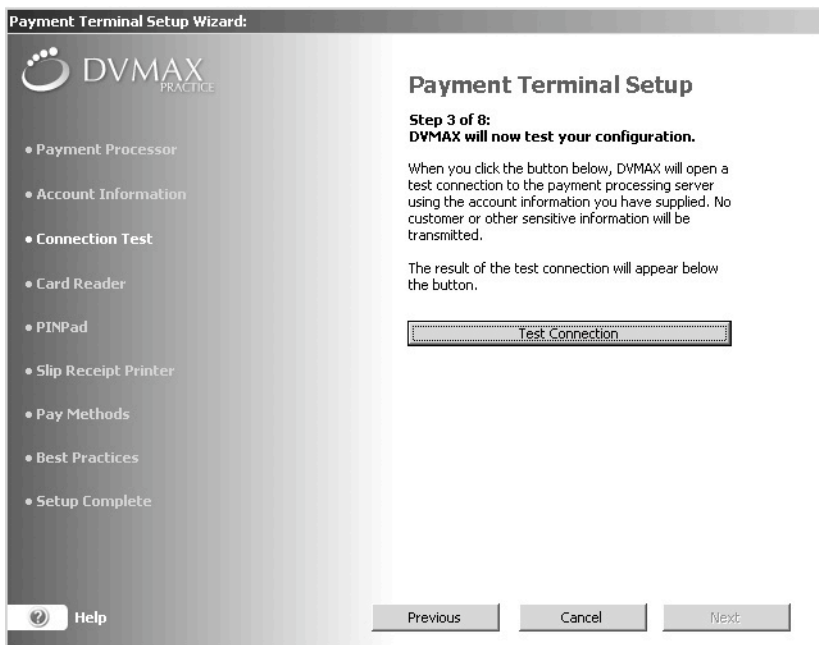 Payment Terminal Setup Wizard:
DVMAX
PRACTICE
• Payment Processor
• Account Information
• Connection Test
• Card Reader
• PINPad
• Slip Receipt Printer
• Pay Methods
• Best Practices
• Setup Complete
? Help
Payment Terminal Setup
Step 3 of 8:
DVMAX will now test your configuration.
When you click the button below, DVMAX will open a
test connection to the payment processing server
using the account information you have supplied. No
customer or other sensitive information will be
transmitted.
The result of the test connection will appear below
the button.
Test Connection
Previous
Cancel
Next